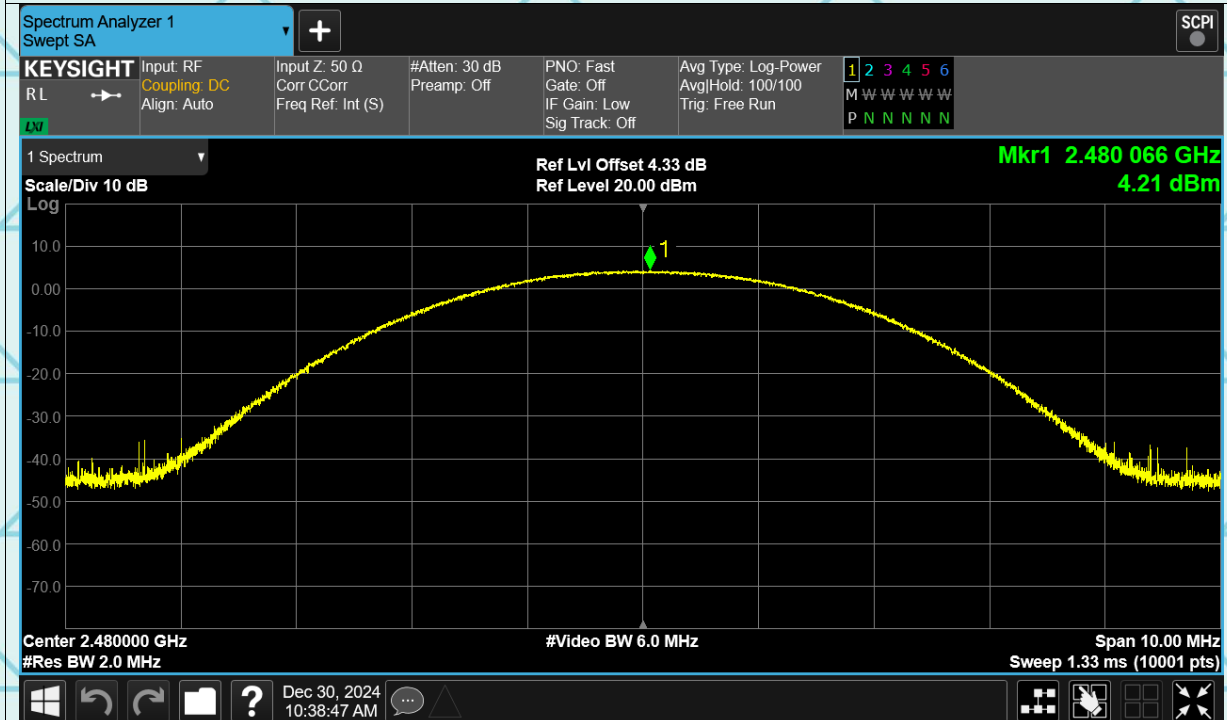 Spectrum Analyzer 1
Swept SA
+
SCPI
KEYSIGHT
RL
LXI
Input: RF
Coupling: DC
Align: Auto
Input Z: 50 Ω
Corr CCorr
Freq Ref: Int (S)
#Atten: 30 dB
Preamp: Off
PNO: Fast
Gate: Off
IF Gain: Low
Sig Track: Off
Avg Type: Log-Power
Avg|Hold: 100/100
Trig: Free Run
1 2 3 4 5 6
M W W W W W
P N N N N N
1 Spectrum
Scale/Div 10 dB
Ref Lvl Offset 4.33 dB
Ref Level 20.00 dBm
Mkr1 2.480 066 GHz
4.21 dBm
Log
1
10.0
0.00
-10.0
-20.0
-30.0
-40.0
-50.0
-60.0
-70.0
Center 2.480000 GHz
#Res BW 2.0 MHz
#Video BW 6.0 MHz
Span 10.00 MHz
Sweep 1.33 ms (10001 pts)
?
Dec 30, 2024
10:38:47 AM